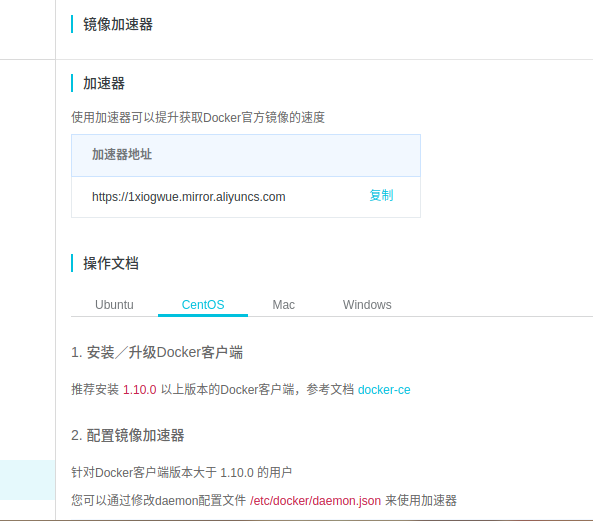 镜像加速器
加速器
使用加速器可以提升获取Docker官方镜像的速度
加速器地址
https://1xiogwue.mirror.aliyuncs.com 复制
操作文档
Ubuntu CentOS Mac Windows
1. 安装／升级Docker客户端
推荐安装 1.10.0 以上版本的Docker客户端，参考文档 docker-ce
2. 配置镜像加速器
针对Docker客户端版本大于 1.10.0 的用户
您可以通过修改daemon配置文件 /etc/docker/daemon.json 来使用加速器